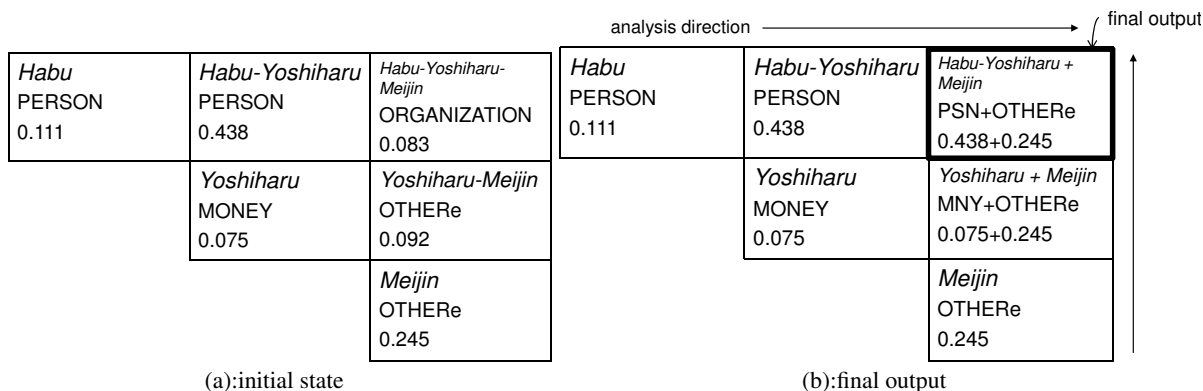 Habu
PERSON
0.111
Habu-Yoshiharu
PERSON
0.438
Habu-Yoshiharu-
Meijin
ORGANIZATION
0.083
Yoshiharu
MONEY
0.075
Yoshiharu-Meijin
OTHERe
0.092
Meijin
OTHERe
0.245
(a):initial state
analysis direction
final output
Habu
PERSON
0.111
Habu-Yoshiharu
PERSON
0.438
Habu-Yoshiharu +
Meijin
PSN+OTHERe
0.438+0.245
Yoshiharu
MONEY
0.075
Yoshiharu + Meijin
MNY+OTHERe
0.075+0.245
Meijin
OTHERe
0.245
(b):final output